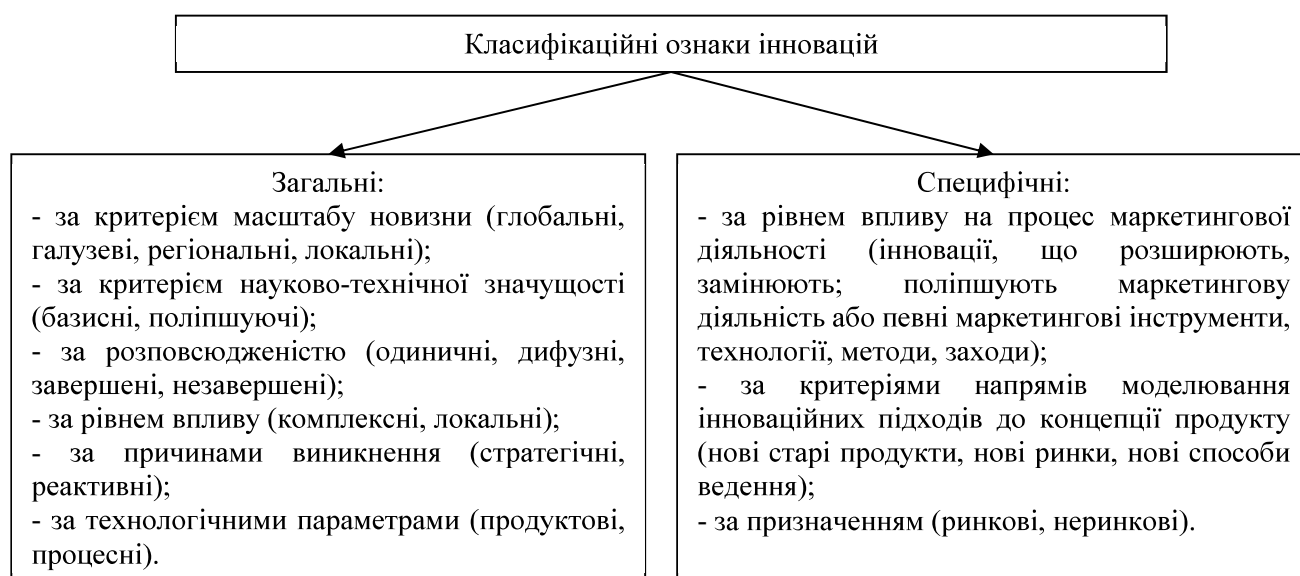 Класифікаційні ознаки інновацій
Загальні:
- за критерієм масштабу новизни (глобальні,
галузеві, регіональні, локальні);
- за критерієм науково-технічної значущості
(базисні, поліпшуючі);
- за розповсюдженістю (одиничні, дифузні,
завершені, незавершені);
- за рівнем впливу (комплексні, локальні);
- за причинами виникнення (стратегічні,
реактивні);
- за технологічними параметрами (продуктові,
процесні).
Специфічні:
- за рівнем впливу на процес маркетингової
діяльності (інновації, що розширюють,
замінюють; поліпшують маркетингову
діяльність або певні маркетингові інструменти,
технології, методи, заходи);
- за критеріями напрямів моделювання
інноваційних підходів до концепції продукту
(нові старі продукти, нові ринки, нові способи
ведення);
- за призначенням (ринкові, неринкові).